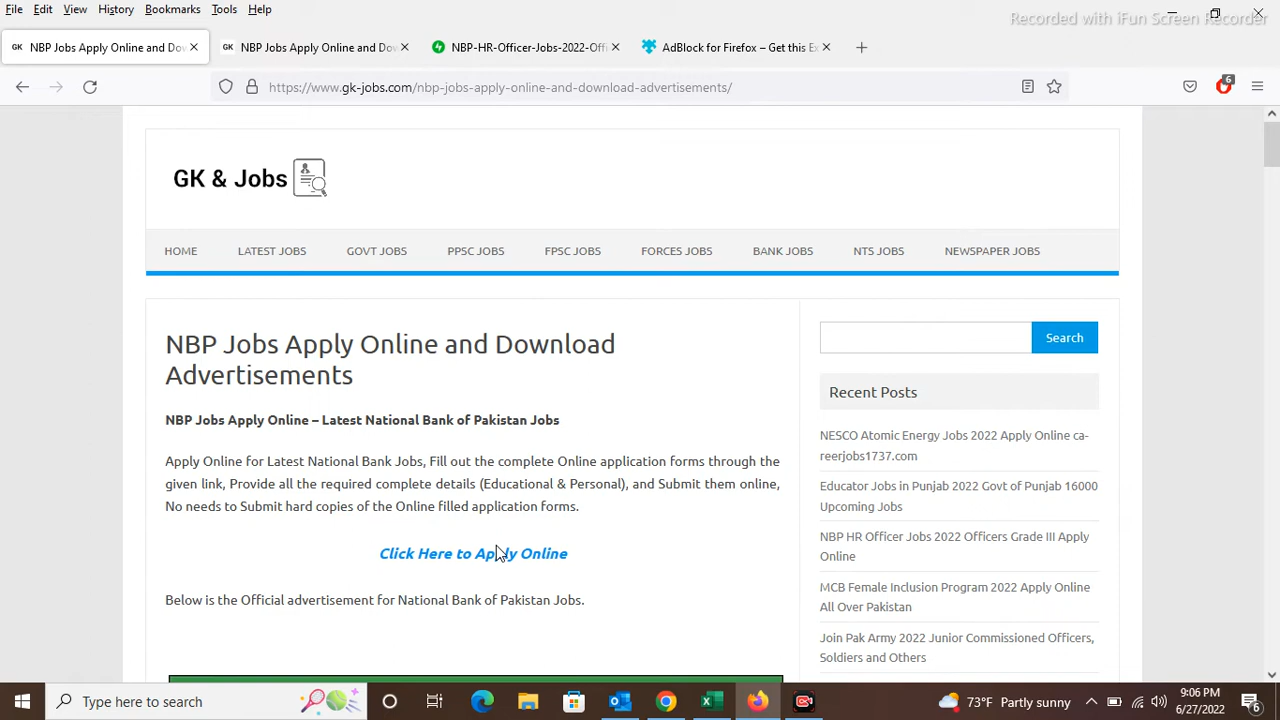 File Edit View History Bookmarks Tools Help
Recorded with iFun Screen Recorder
GK NBP Jobs Apply Online and Dov
GK NBP Jobs Apply Online and Dov
NBP-HR-Officer-Jobs-2022-Offi
AdBlock for Firefox – Get this Ex
https://www.gk-jobs.com/nbp-jobs-apply-online-and-download-advertisements/
6
GK & Jobs
HOME LATEST JOBS GOVT JOBS PPSC JOBS FPSC JOBS FORCES JOBS BANK JOBS NTS JOBS NEWSPAPER JOBS
NBP Jobs Apply Online and Download
Advertisements
NBP Jobs Apply Online – Latest National Bank of Pakistan Jobs
Apply Online for Latest National Bank Jobs, Fill out the complete Online application forms through the
given link, Provide all the required complete details (Educational & Personal), and Submit them online,
No needs to Submit hard copies of the Online filled application forms.
Click Here to Apply Online
Below is the Official advertisement for National Bank of Pakistan Jobs.
Search
Recent Posts
NESCO Atomic Energy Jobs 2022 Apply Online ca-
reerjobs1737.com
Educator Jobs in Punjab 2022 Govt of Punjab 16000
Upcoming Jobs
NBP HR Officer Jobs 2022 Officers Grade III Apply
Online
MCB Female Inclusion Program 2022 Apply Online
All Over Pakistan
Join Pak Army 2022 Junior Commissioned Officers,
Soldiers and Others
Type here to search
73°F Partly sunny
9:06 PM
6/27/2022
6